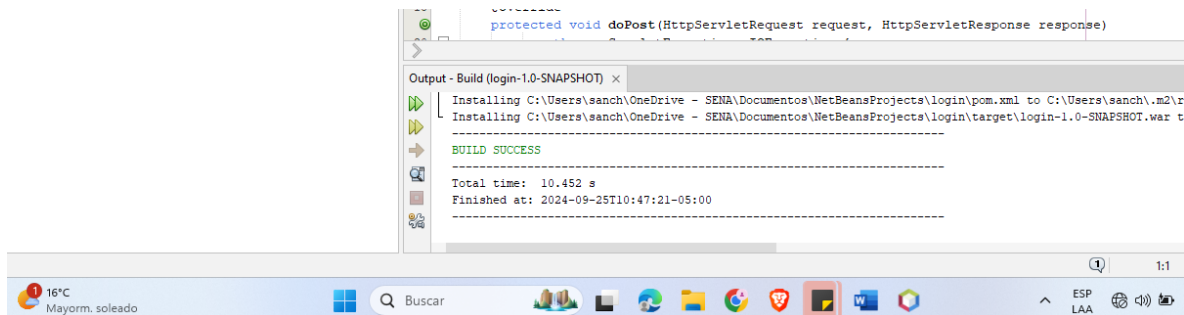 protected void doPost(HttpServletRequest request, HttpServletResponse response)
Output - Build (login-1.0-SNAPSHOT) ×
Installing C:\Users\sanch\OneDrive - SENA\Documentos\NetBeansProjects\login\pom.xml to C:\Users\sanch\.m2\r
Installing C:\Users\sanch\OneDrive - SENA\Documentos\NetBeansProjects\login\target\login-1.0-SNAPSHOT.war t
------------------------------------------------------------------------
BUILD SUCCESS
------------------------------------------------------------------------
Total time:  10.452 s
Finished at: 2024-09-25T10:47:21-05:00
------------------------------------------------------------------------
1
1:1
1
16°C
Mayorm. soleado
Buscar
ESP
LAA